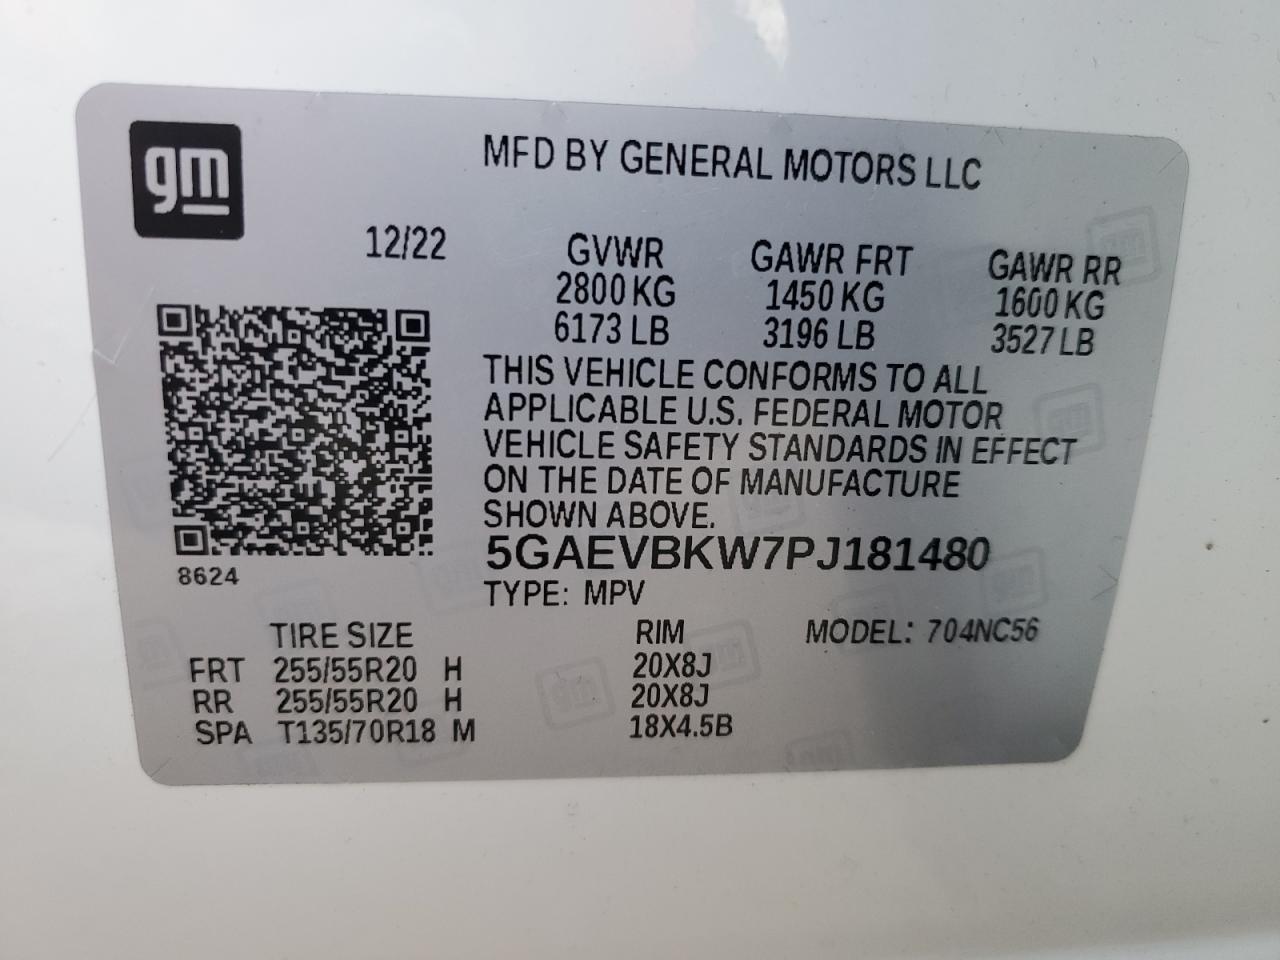 gm
MFD BY GENERAL MOTORS LLC
12/22 GVWR GAWR FRT GAWR RR
2800 KG 1450 KG 1600 KG
6173 LB 3196 LB 3527 LB
THIS VEHICLE CONFORMS TO ALL
APPLICABLE U.S. FEDERAL MOTOR
VEHICLE SAFETY STANDARDS IN EFFECT
ON THE DATE OF MANUFACTURE
SHOWN ABOVE.
8624
5GAEVBKW7PJ181480
TYPE: MPV
TIRE SIZE RIM MODEL: 704NC56
FRT 255/55R20 H 20X8J
RR 255/55R20 H 20X8J
SPA T135/70R18 M 18X4.5B